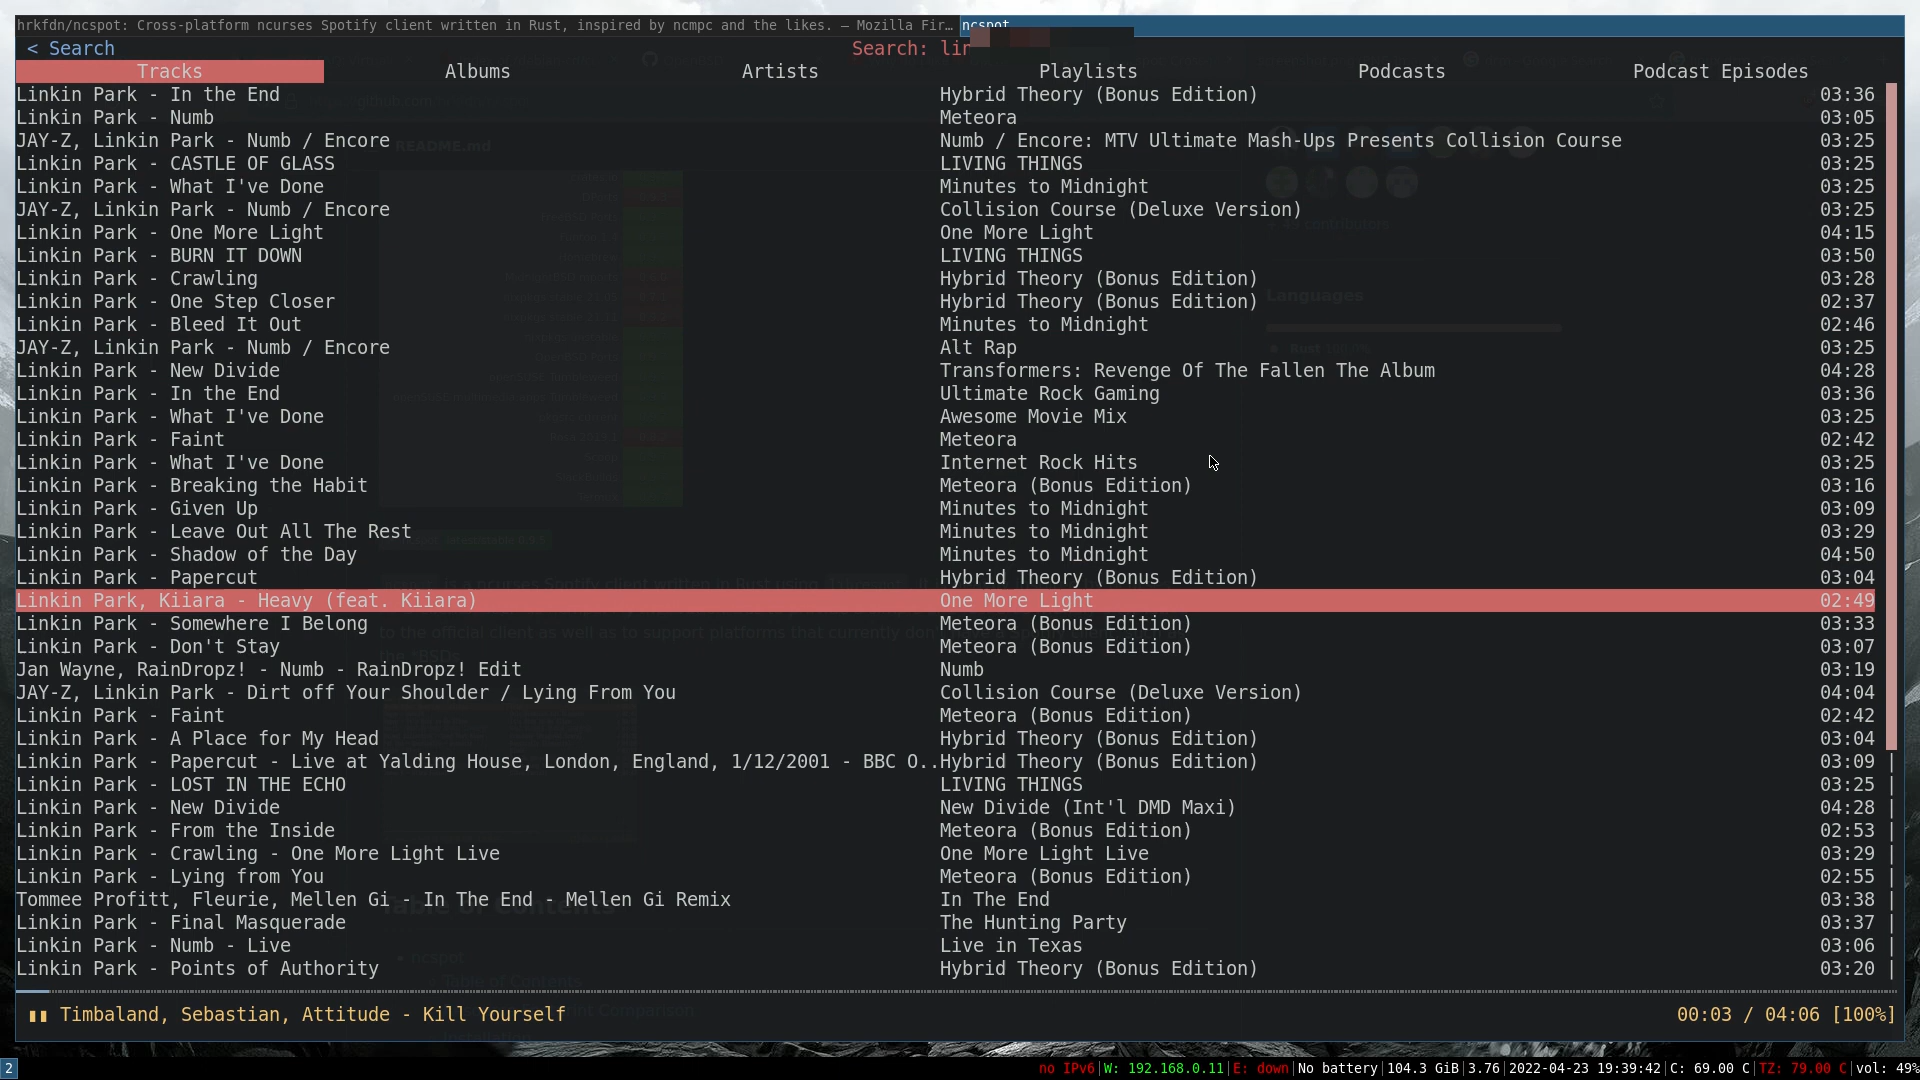 hrkfdn/ncspot: Cross-platform ncurses Spotify client written in Rust, inspired by ncmpc and the likes. — Mozilla Fir… ncspot
< Search Search: lin
Tracks Albums Artists Playlists Podcasts Podcast Episodes
Linkin Park - In the End Hybrid Theory (Bonus Edition) 03:36
Linkin Park - Numb Meteora 03:05
JAY-Z, Linkin Park - Numb / Encore Numb / Encore: MTV Ultimate Mash-Ups Presents Collision Course 03:25
Linkin Park - CASTLE OF GLASS LIVING THINGS 03:25
Linkin Park - What I've Done Minutes to Midnight 03:25
JAY-Z, Linkin Park - Numb / Encore Collision Course (Deluxe Version) 03:25
Linkin Park - One More Light One More Light 04:15
Linkin Park - BURN IT DOWN LIVING THINGS 03:50
Linkin Park - Crawling Hybrid Theory (Bonus Edition) 03:28
Linkin Park - One Step Closer Hybrid Theory (Bonus Edition) 02:37
Linkin Park - Bleed It Out Minutes to Midnight 02:46
JAY-Z, Linkin Park - Numb / Encore Alt Rap 03:25
Linkin Park - New Divide Transformers: Revenge Of The Fallen The Album 04:28
Linkin Park - In the End Ultimate Rock Gaming 03:36
Linkin Park - What I've Done Awesome Movie Mix 03:25
Linkin Park - Faint Meteora 02:42
Linkin Park - What I've Done Internet Rock Hits 03:25
Linkin Park - Breaking the Habit Meteora (Bonus Edition) 03:16
Linkin Park - Given Up Minutes to Midnight 03:09
Linkin Park - Leave Out All The Rest Minutes to Midnight 03:29
Linkin Park - Shadow of the Day Minutes to Midnight 04:50
Linkin Park - Papercut Hybrid Theory (Bonus Edition) 03:04
Linkin Park, Kiiara - Heavy (feat. Kiiara) One More Light 02:49
Linkin Park - Somewhere I Belong Meteora (Bonus Edition) 03:33
Linkin Park - Don't Stay Meteora (Bonus Edition) 03:07
Jan Wayne, RainDropz! - Numb - RainDropz! Edit Numb 03:19
JAY-Z, Linkin Park - Dirt off Your Shoulder / Lying From You Collision Course (Deluxe Version) 04:04
Linkin Park - Faint Meteora (Bonus Edition) 02:42
Linkin Park - A Place for My Head Hybrid Theory (Bonus Edition) 03:04
Linkin Park - Papercut - Live at Yalding House, London, England, 1/12/2001 - BBC O.. Hybrid Theory (Bonus Edition) 03:09
Linkin Park - LOST IN THE ECHO LIVING THINGS 03:25
Linkin Park - New Divide New Divide (Int'l DMD Maxi) 04:28
Linkin Park - From the Inside Meteora (Bonus Edition) 02:53
Linkin Park - Crawling - One More Light Live One More Light Live 03:29
Linkin Park - Lying from You Meteora (Bonus Edition) 02:55
Tommee Profitt, Fleurie, Mellen Gi - In The End - Mellen Gi Remix In The End 03:38
Linkin Park - Final Masquerade The Hunting Party 03:37
Linkin Park - Numb - Live Live in Texas 03:06
Linkin Park - Points of Authority Hybrid Theory (Bonus Edition) 03:20
Timbaland, Sebastian, Attitude - Kill Yourself 00:03 / 04:06 [100%]
2 no IPv6|W: 192.168.0.11|E: down|No battery|104.3 GiB|3.76|2022-04-23 19:39:42|C: 69.00 C|TZ: 79.00 C|vol: 49%